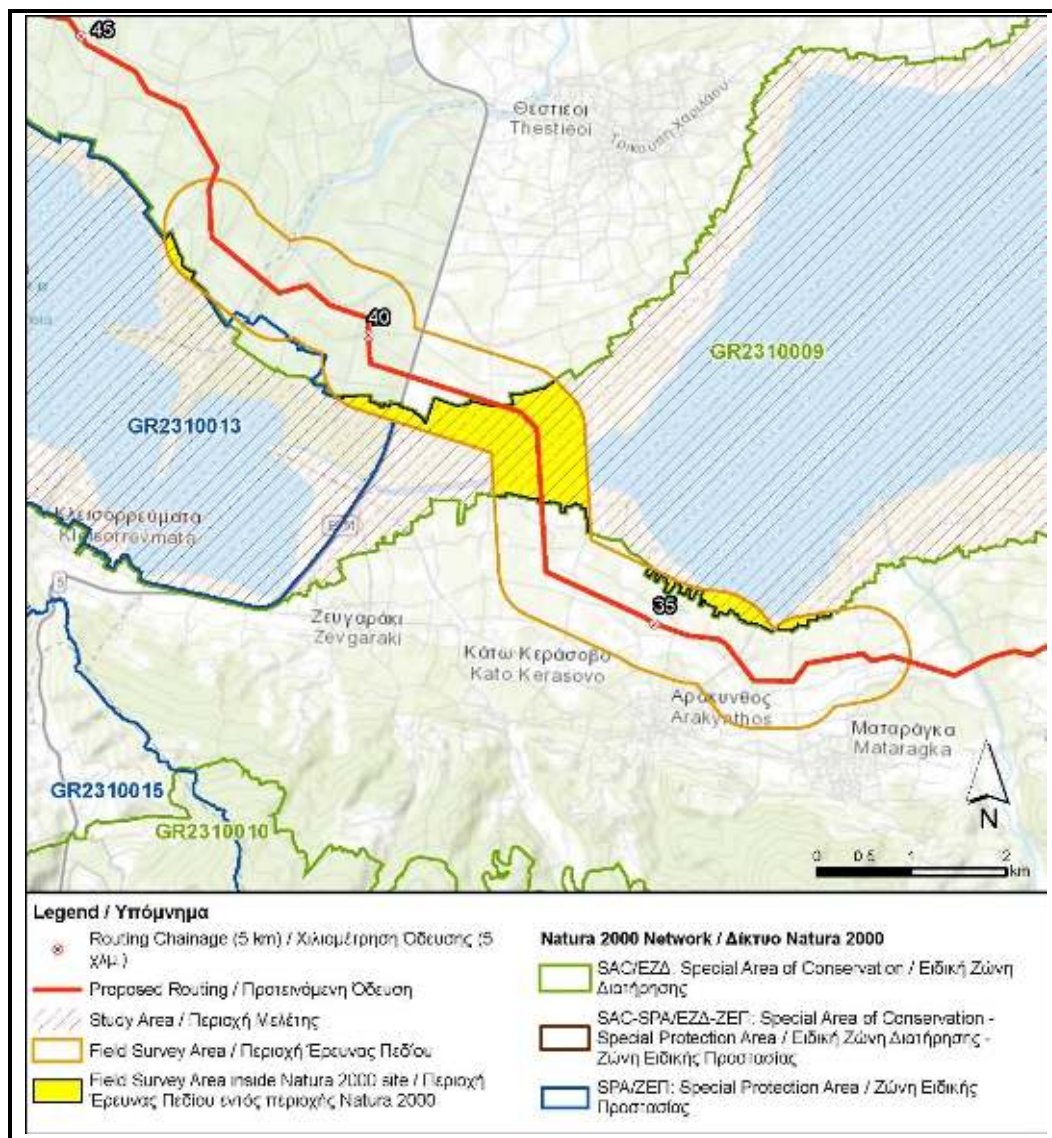 45
Θεστιεοι
Thestieoi
Τρικουπη Χαριλαου
40
GR2310009
GR2310013
Κλεισορρεύματα
Kleisorrevmata
5
35
Ζευγαράκι
Zevgaraki
Κάτω Κεράσοβο
Kato Kerasovo
Αράκυνθος
Arakynthos
Ματαράγκα
Mataragka
GR2310015
GR2310010
N
0 0.5 1 2
km
Legend / Υπόμνημα
Routing Chainage (5 km) / Χιλιομέτρηση Όδευσης (5
χλμ.)
Proposed Routing / Προτεινόμενη Όδευση
Study Area / Περιοχή Μελέτης
Field Survey Area / Περιοχή Έρευνας Πεδίου
Field Survey Area inside Natura 2000 site / Περιοχή
Έρευνας Πεδίου εντός περιοχής Natura 2000
Natura 2000 Network / Δίκτυο Natura 2000
SAC/ΕΖΔ: Special Area of Conservation / Ειδική Ζώνη
Διατήρησης
SAC-SPA/ΕΖΔ-ΖΕΠ: Special Area of Conservation -
Special Protection Area / Ειδική Ζώνη Διατήρησης -
Ζώνη Ειδικής Προστασίας
SPA/ΖΕΠ: Special Protection Area / Ζώνη Ειδικής
Προστασίας